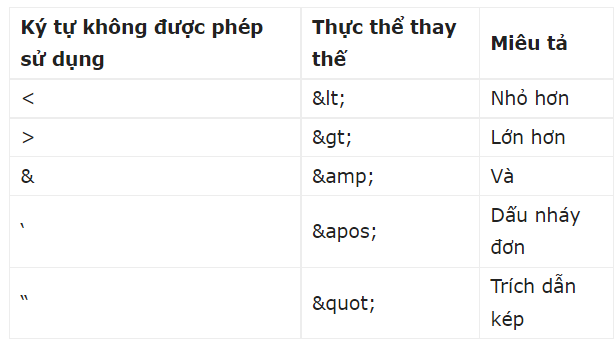 Ký tự không được phép sử dụng | Thực thể thay thế | Miêu tả
< | &lt; | Nhỏ hơn
> | &gt; | Lớn hơn
& | &amp; | Và
‘ | &apos; | Dấu nháy đơn
“ | &quot; | Trích dẫn kép